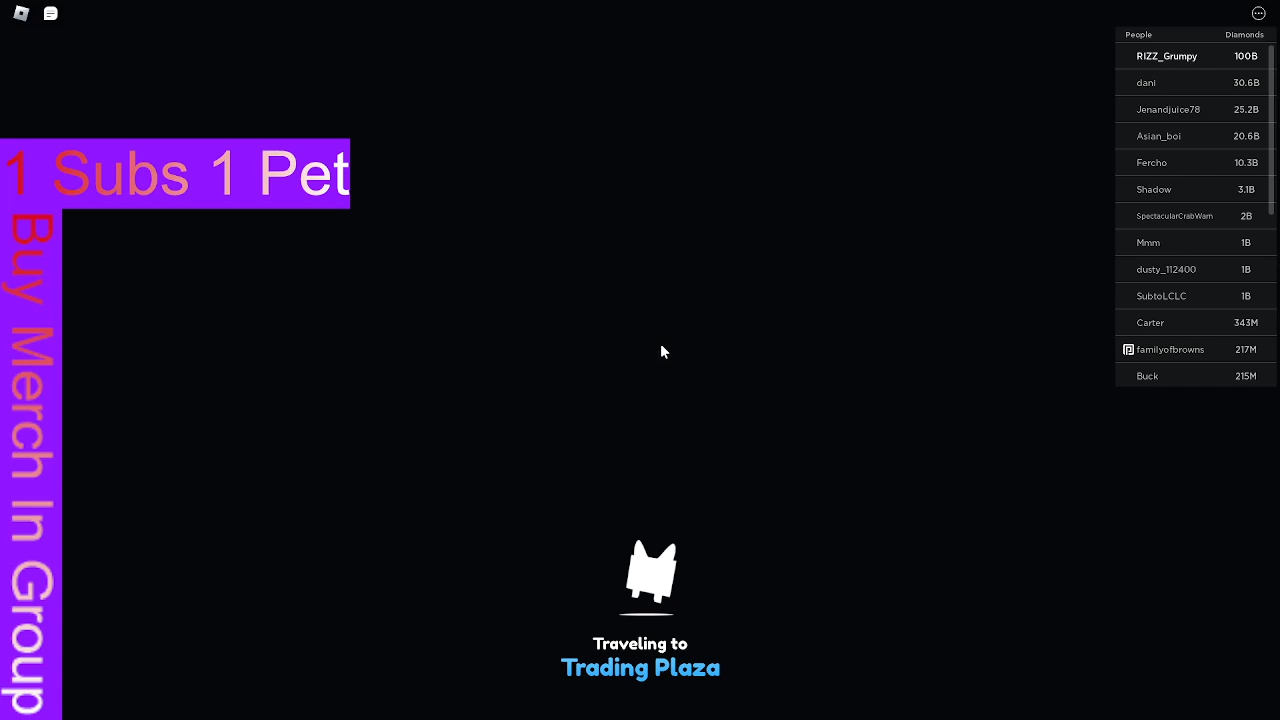 People Diamonds
RIZZ_Grumpy 100B
dani 30.6B
Jenandjuice78 25.2B
Asian_boi 20.6B
Fercho 10.3B
Shadow 3.1B
SpectacularCrabWam 2B
Mmm 1B
dusty_112400 1B
SubtoLCLC 1B
Carter 343M
familyofbrowns 217M
Buck 215M
1 Subs 1 Pet
Buy Merch In Group
Traveling to
Trading Plaza